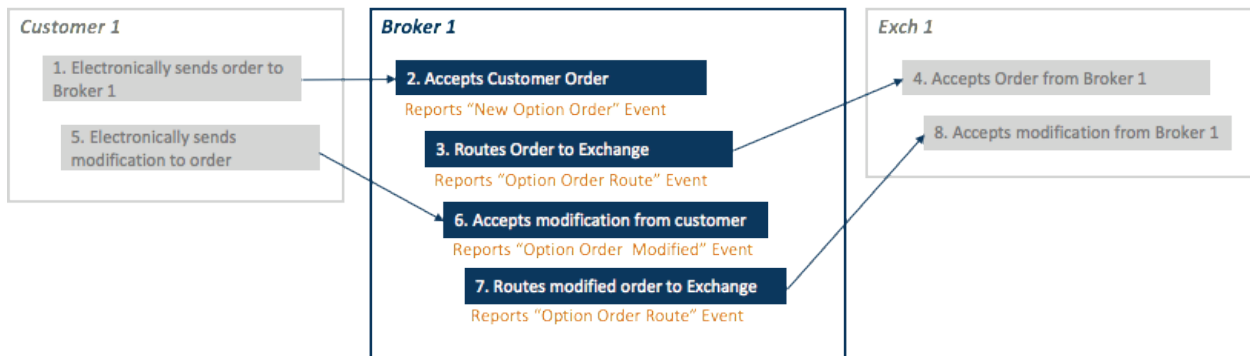 Customer 1
1. Electronically sends order to
Broker 1
5. Electronically sends
modification to order
Broker 1
2. Accepts Customer Order
Reports “New Option Order” Event
3. Routes Order to Exchange
Reports “Option Order Route” Event
6. Accepts modification from customer
Reports “Option Order  Modified” Event
7. Routes modified order to Exchange
Reports “Option Order Route” Event
Exch 1
4. Accepts Order from Broker 1
8. Accepts modification from Broker 1